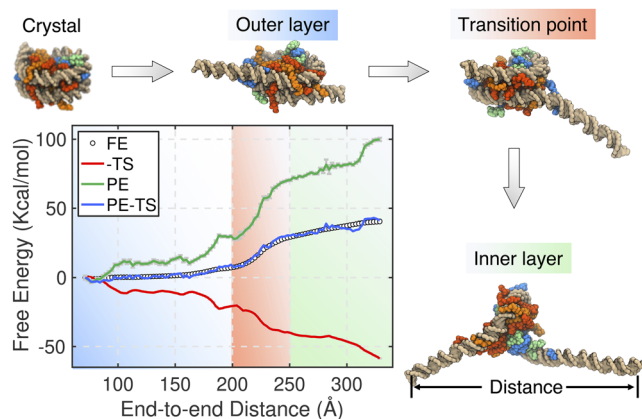 Crystal
Outer layer
Transition point
100
50
0
-50
Free Energy (Kcal/mol)
FE
-TS
PE
PE-TS
100 150 200 250 300
End-to-end Distance (Å)
Inner layer
Distance